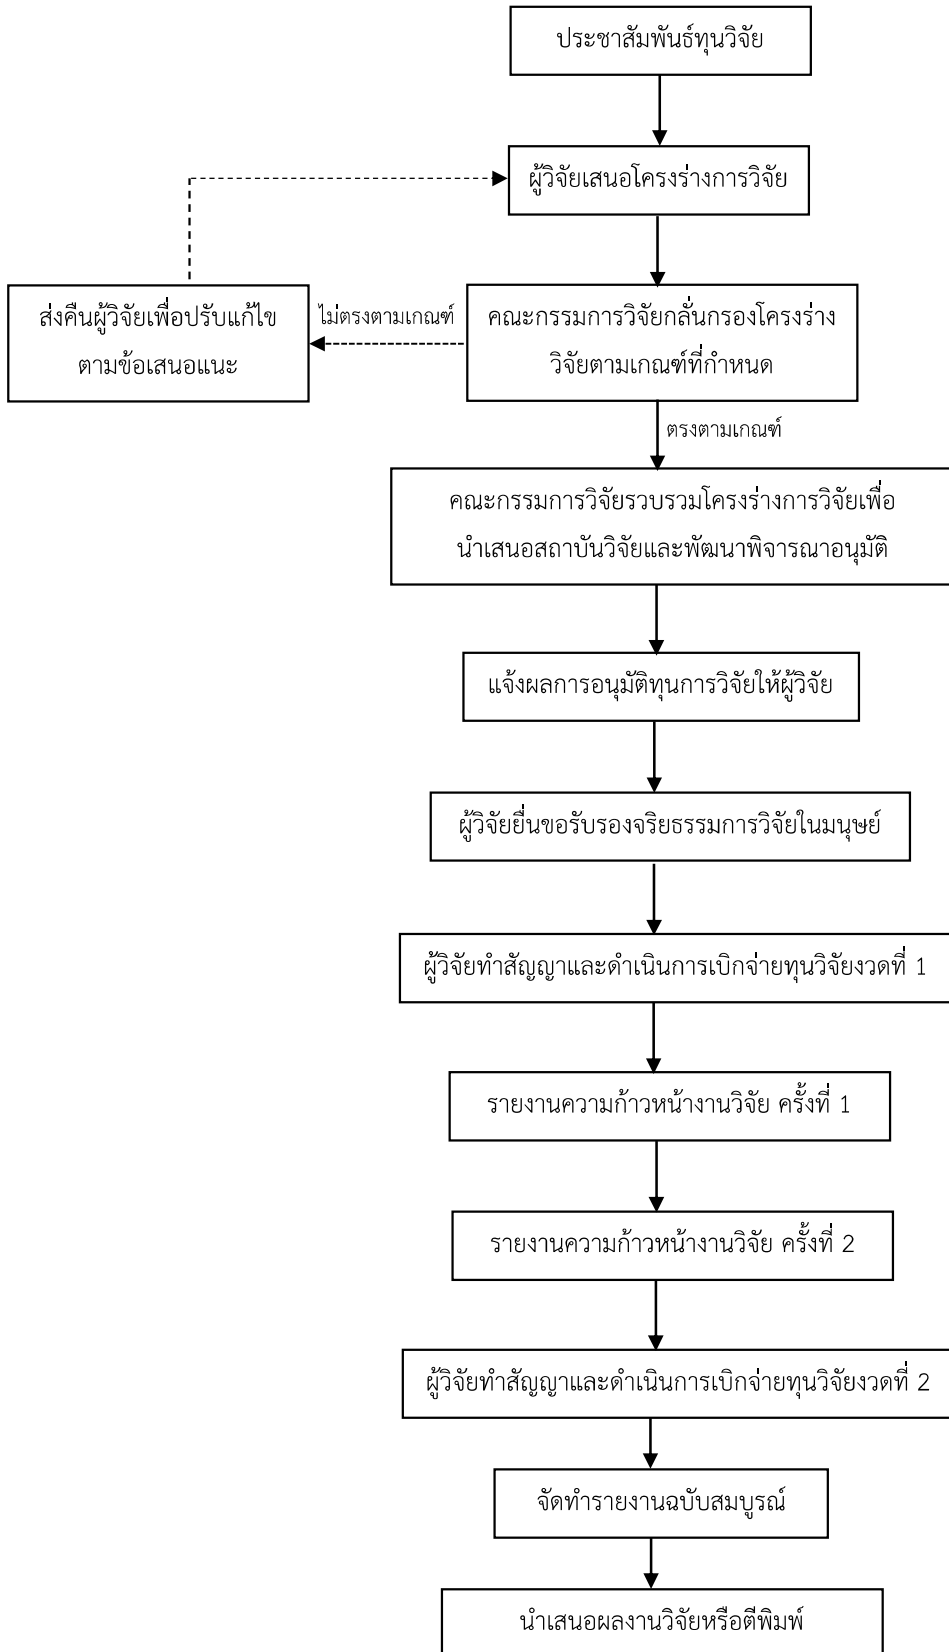 ประชาสัมพันธ์ทุนวิจัย
ผู้วิจัยเสนอโครงร่างการวิจัย
ส่งคืนผู้วิจัยเพื่อปรับแก้ไข
ตามข้อเสนอแนะ
ไม่ตรงตามเกณฑ์
คณะกรรมการวิจัยกลั่นกรองโครงร่าง
วิจัยตามเกณฑ์ที่กำหนด
ตรงตามเกณฑ์
คณะกรรมการวิจัยรวบรวมโครงร่างการวิจัยเพื่อ
นำเสนอสถาบันวิจัยและพัฒนาพิจารณาอนุมัติ
แจ้งผลการอนุมัติทุนการวิจัยให้ผู้วิจัย
ผู้วิจัยยื่นขอรับรองจริยธรรมการวิจัยในมนุษย์
ผู้วิจัยทำสัญญาและดำเนินการเบิกจ่ายทุนวิจัยงวดที่ 1
รายงานความก้าวหน้างานวิจัย ครั้งที่ 1
รายงานความก้าวหน้างานวิจัย ครั้งที่ 2
ผู้วิจัยทำสัญญาและดำเนินการเบิกจ่ายทุนวิจัยงวดที่ 2
จัดทำรายงานฉบับสมบูรณ์
นำเสนอผลงานวิจัยหรือตีพิมพ์